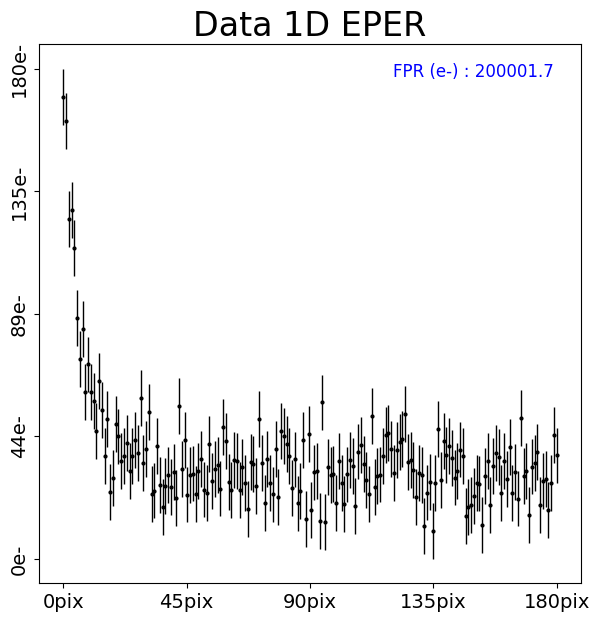 Data 1D EPER
FPR (e-) : 200001.7
180e-
135e-
89e-
44e-
0e-
0pix 45pix 90pix 135pix 180pix